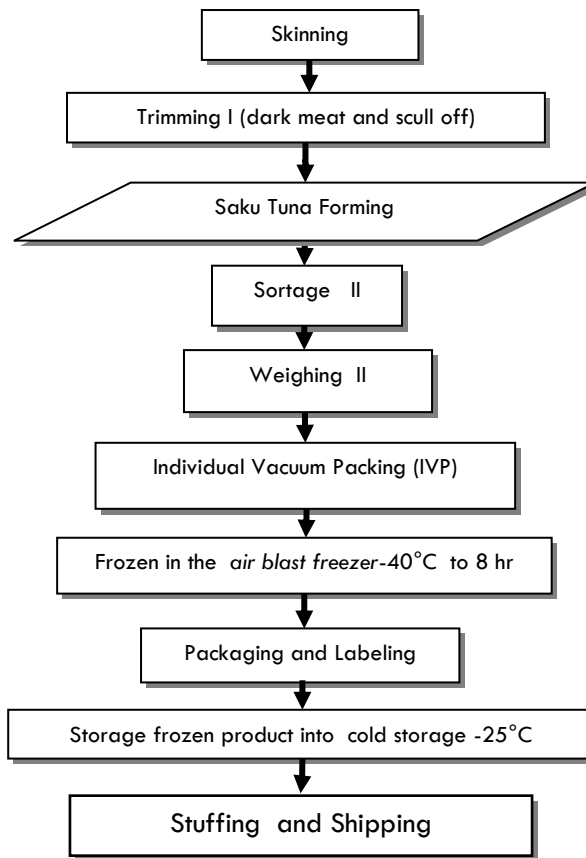 Skinning
Trimming I (dark meat and scull off)
Saku Tuna Forming
Sortage II
Weighing II
Individual Vacuum Packing (IVP)
Frozen in the air blast freezer-40°C to 8 hr
Packaging and Labeling
Storage frozen product into cold storage -25°C
Stuffing and Shipping